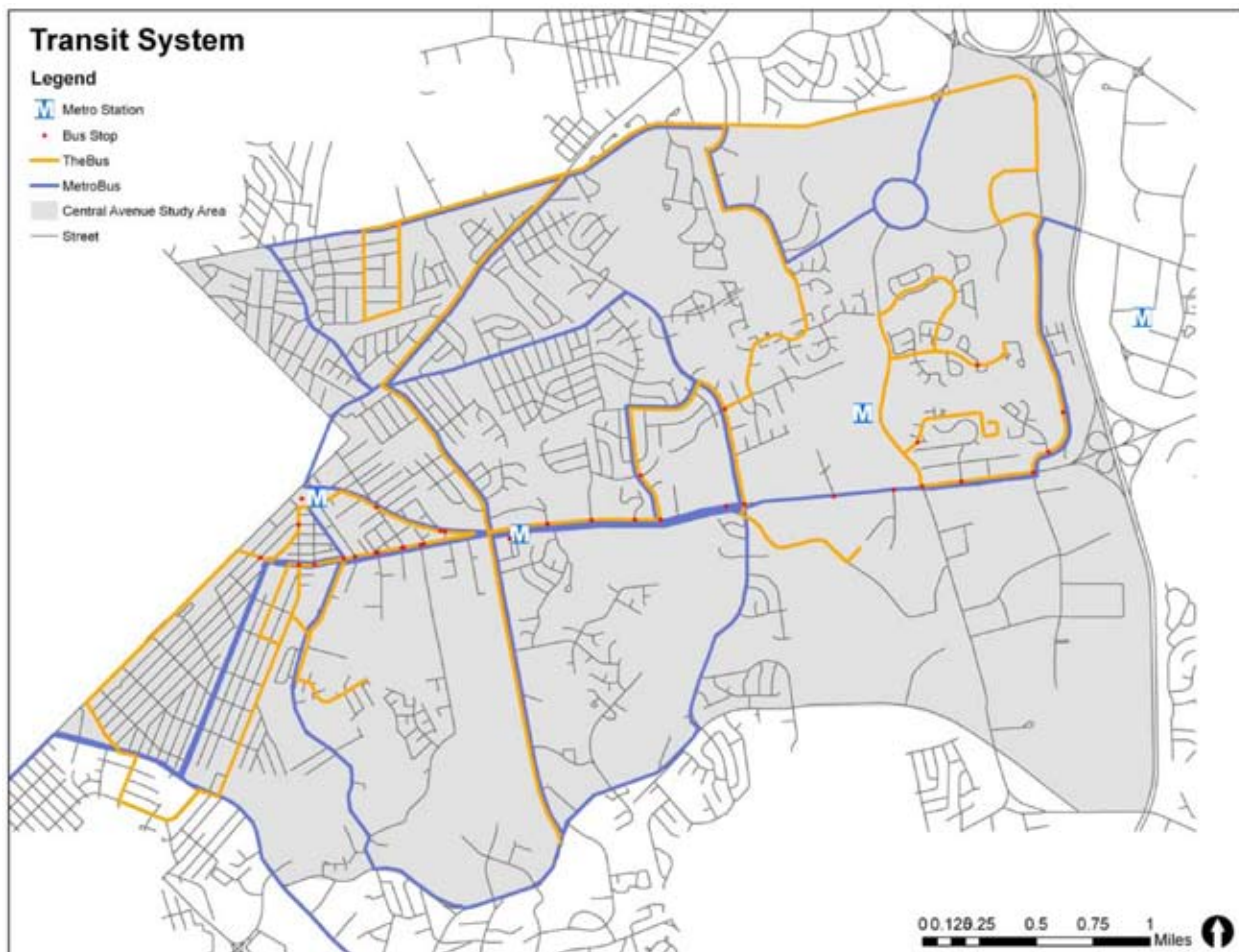 Transit System
Legend
M Metro Station
Bus Stop
TheBus
MetroBus
Central Avenue Study Area
Street
M
M
M
M
0 0.125 0.25 0.5 0.75 1
Miles